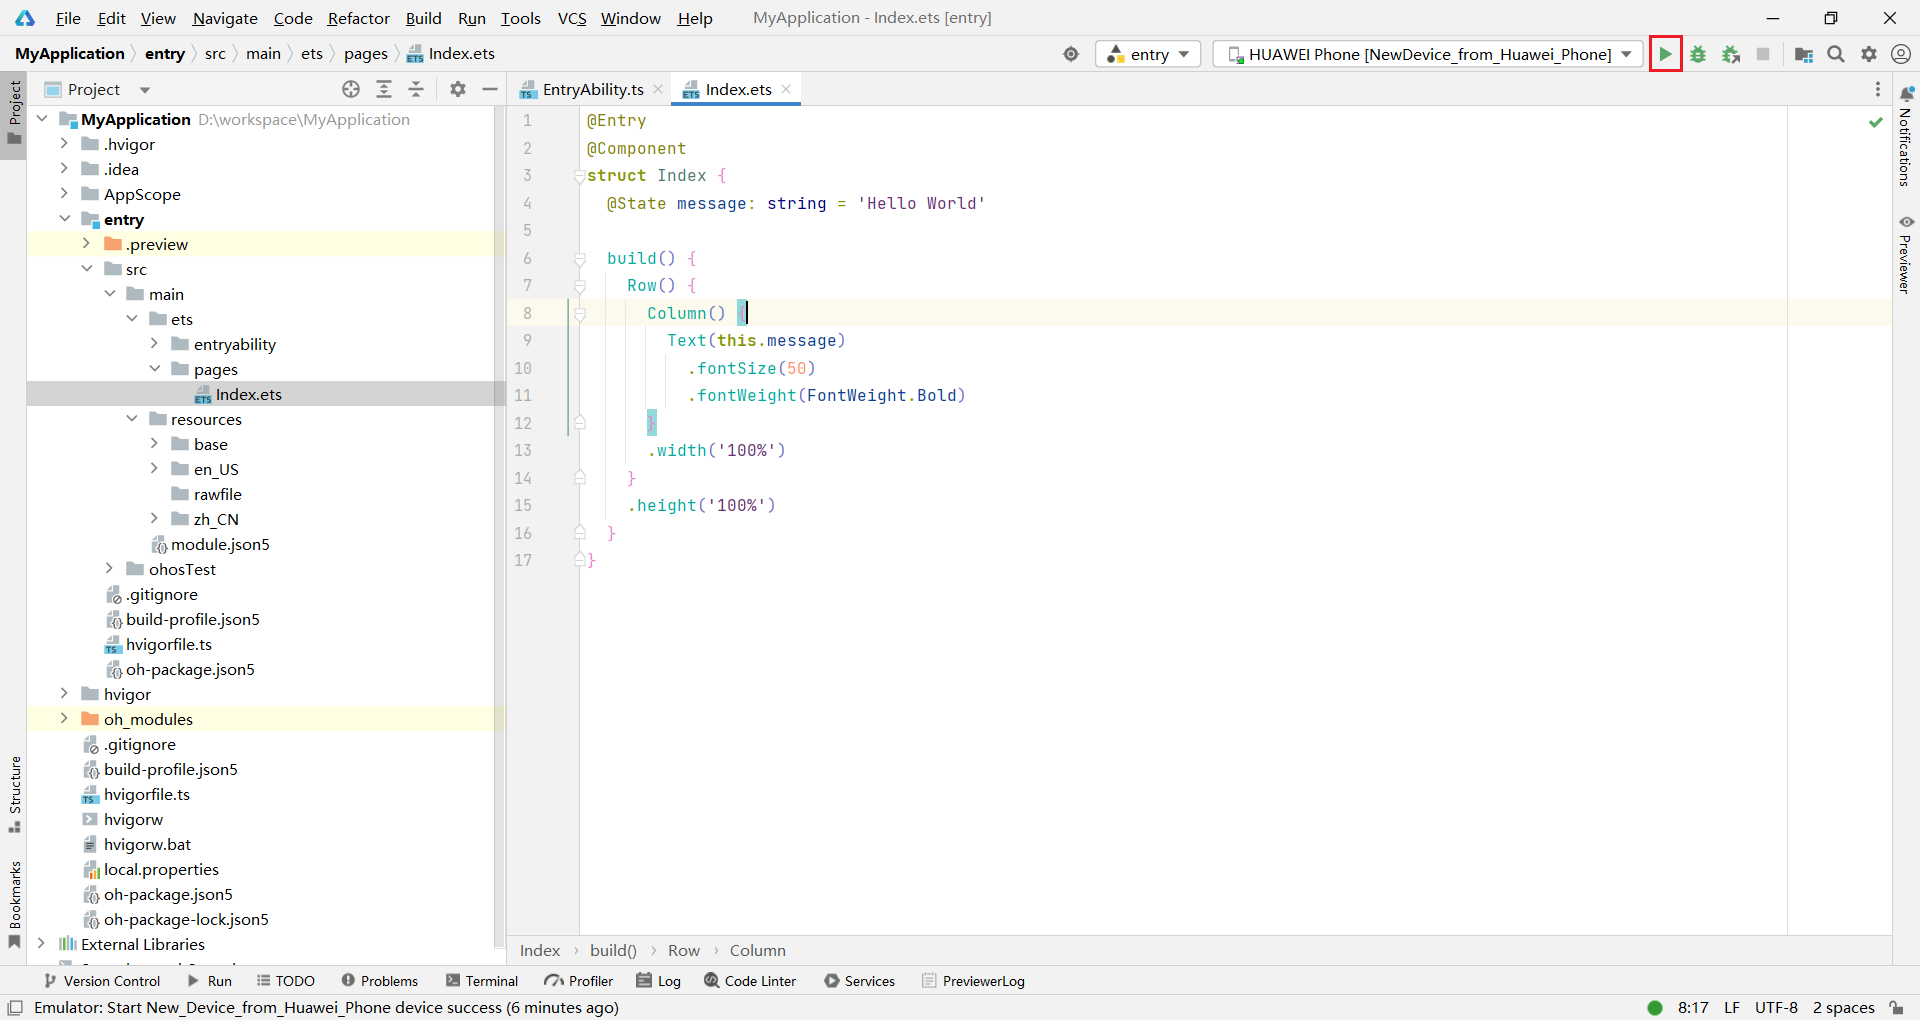 File Edit View Navigate Code Refactor Build Run Tools VCS Window Help MyApplication - Index.ets [entry]
MyApplication entry src main ets pages Index.ets entry HUAWEI Phone [NewDevice_from_Huawei_Phone]
Project
Project
EntryAbility.ts
Index.ets
MyApplication D:\workspace\MyApplication
.hvigor
.idea
AppScope
entry
.preview
src
main
ets
entryability
pages
Index.ets
resources
base
en_US
rawfile
zh_CN
module.json5
ohosTest
.gitignore
build-profile.json5
hvigorfile.ts
oh-package.json5
hvigor
oh_modules
.gitignore
build-profile.json5
hvigorfile.ts
hvigorw
hvigorw.bat
local.properties
oh-package.json5
oh-package-lock.json5
External Libraries
Structure
Bookmarks
1 @Entry
2 @Component
3 struct Index {
4 @State message: string = 'Hello World'
5
6 build() {
7 Row() {
8 Column() {
9 Text(this.message)
10 .fontSize(50)
11 .fontWeight(FontWeight.Bold)
12 }
13 .width('100%')
14 }
15 .height('100%')
16 }
17 }
Notifications
Previewer
Index build() Row Column
Version Control Run TODO Problems Terminal Profiler Log Code Linter Services PreviewerLog
Emulator: Start New_Device_from_Huawei_Phone device success (6 minutes ago) 8:17 LF UTF-8 2 spaces